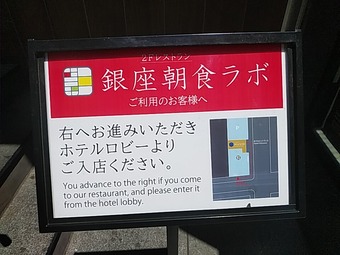 2Fレストラン
銀座朝食ラボ
ご利用のお客様へ
右へお進みいただき
ホテルロビーより
ご入店ください。
You advance to the right if you come
to our restaurant, and please enter it
from the hotel lobby.